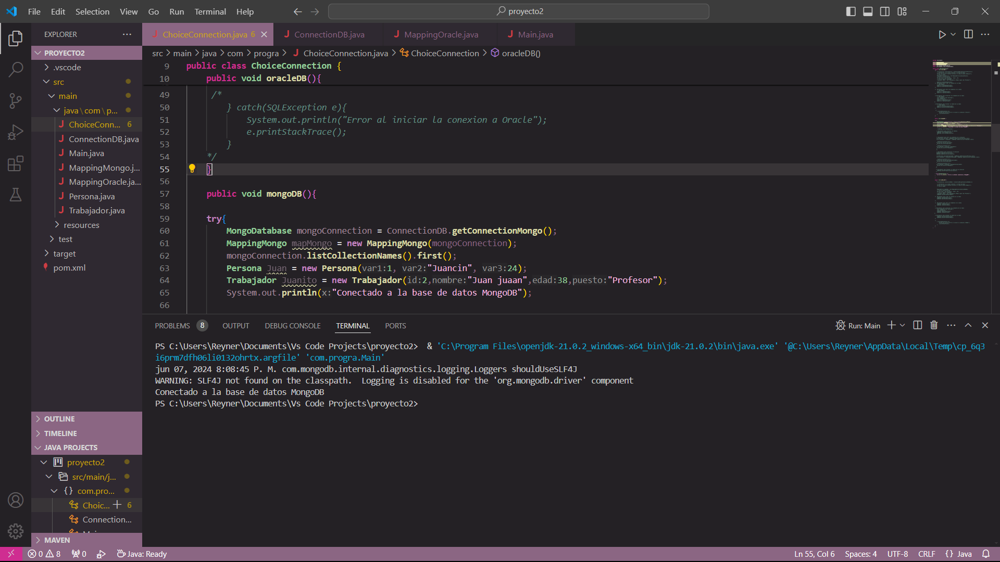 File Edit Selection View Go Run Terminal Help
proyecto2
EXPLORER
PROYECTO2
.vscode
src
main
java\com\p...
ChoiceConn... 6
ConnectionDB.java
Main.java
MappingMongo.j...
MappingOracle.ja...
Persona.java
Trabajador.java
resources
test
target
pom.xml
OUTLINE
TIMELINE
JAVA PROJECTS
proyecto2
src/main/j...
com.pro...
Choic... 6
Connection...
MAVEN
ChoiceConnection.java 6 ConnectionDB.java MappingOracle.java Main.java
src > main > java > com > progra > ChoiceConnection.java > ChoiceConnection > oracleDB()
9 public class ChoiceConnection {
10 public void oracleDB(){
49 /*
50 } catch(SQLException e){
51 System.out.println("Error al iniciar la conexion a Oracle");
52 e.printStackTrace();
53 }
54 */
55 }
56
57 public void mongoDB(){
58
59 try{
60 MongoDatabase mongoConnection = ConnectionDB.getConnectionMongo();
61 MappingMongo mapMongo = new MappingMongo(mongoConnection);
62 mongoConnection.listCollectionNames().first();
63 Persona Juan = new Persona(var1:1, var2:"Juancin", var3:24);
64 Trabajador Juanito = new Trabajador(id:2,nombre:"Juan juaan",edad:38,puesto:"Profesor");
65 System.out.println(x:"Conectado a la base de datos MongoDB");
66
PROBLEMS 8 OUTPUT DEBUG CONSOLE TERMINAL PORTS
Run: Main
PS C:\Users\Reyner\Documents\Vs Code Projects\proyecto2> & 'C:\Program Files\openjdk-21.0.2_windows-x64_bin\jdk-21.0.2\bin\java.exe' '@C:\Users\Reyner\AppData\Local\Temp\cp_6q3
i6prm7dfh06li0132ohrtx.argfile' 'com.progra.Main'
jun 07, 2024 8:08:45 P. M. com.mongodb.internal.diagnostics.logging.Loggers shouldUseSLF4J
WARNING: SLF4J not found on the classpath.  Logging is disabled for the 'org.mongodb.driver' component
Conectado a la base de datos MongoDB
PS C:\Users\Reyner\Documents\Vs Code Projects\proyecto2>
0 8 0 Java: Ready
Ln 55, Col 6 Spaces: 4 UTF-8 CRLF {} Java